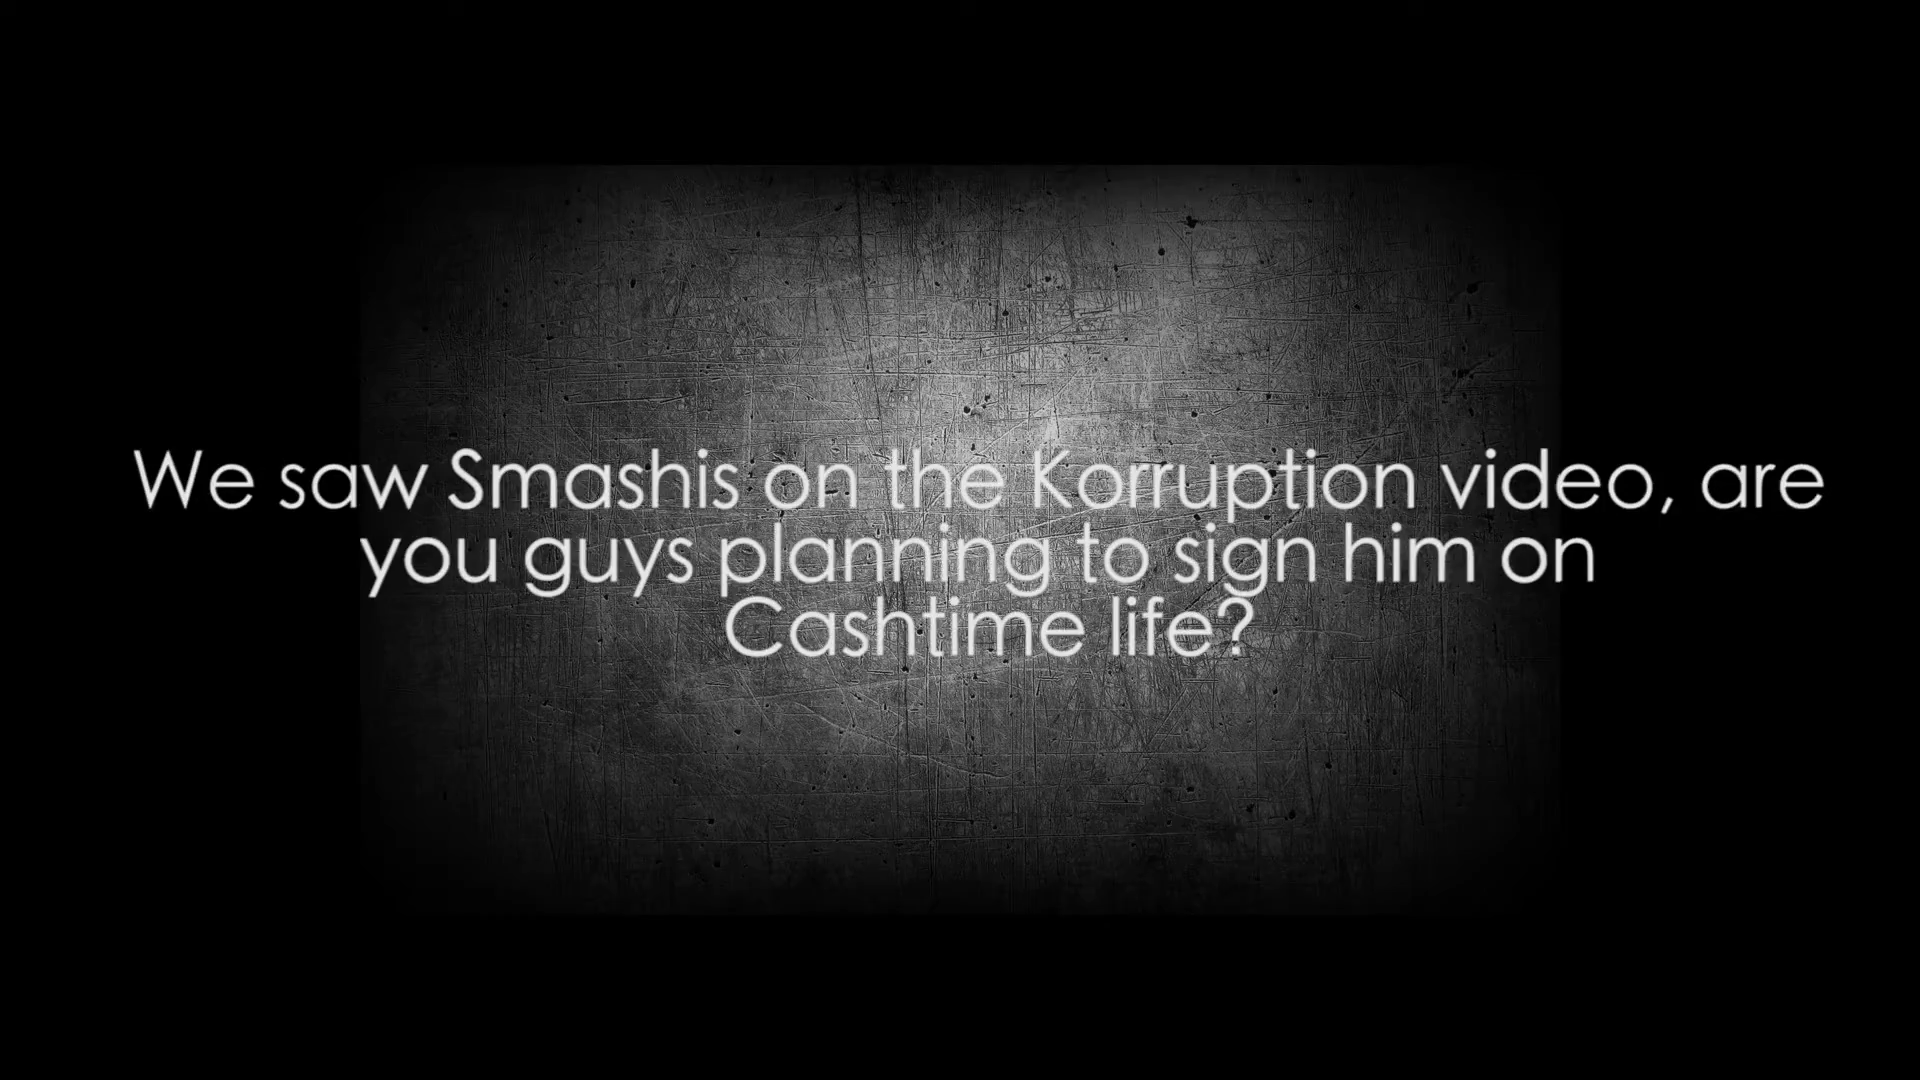 We saw Smashis on the Korruption video, are
you guys planning to sign him on
Cashtime life?